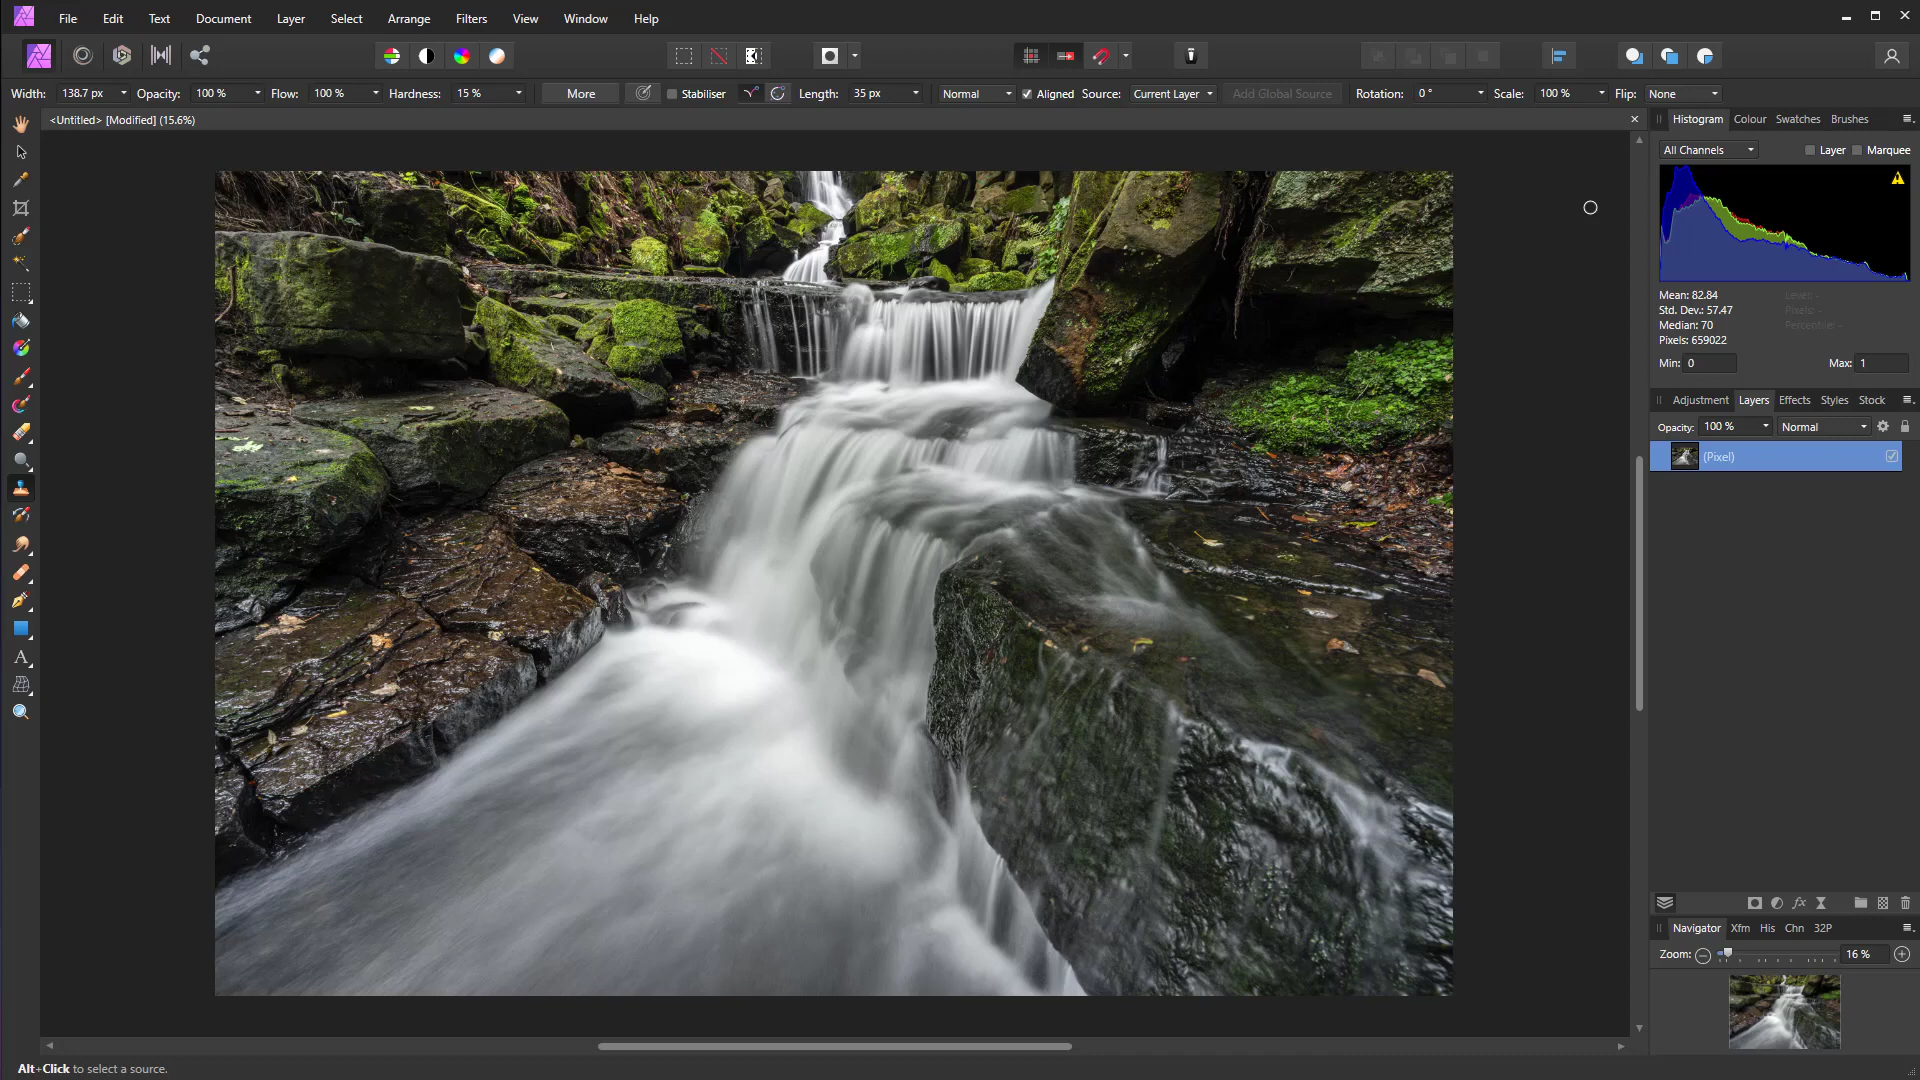 File Edit Text Document Layer Select Arrange Filters View Window Help
Width: 138.7 px Opacity: 100 % Flow: 100 % Hardness: 15 % More Stabiliser Length: 35 px Normal Aligned Source: Current Layer Add Global Source Rotation: 0 ° Scale: 100 % Flip: None
<Untitled> [Modified] (15.6%)
Histogram Colour Swatches Brushes
All Channels Layer Marquee
Mean: 82.84 Level: -
Std. Dev.: 57.47 Pixels: -
Median: 70 Percentile: -
Pixels: 659022
Min: 0 Max: 1
Adjustment Layers Effects Styles Stock
Opacity: 100 % Normal
(Pixel)
fx
Navigator Xfm His Chn 32P
Zoom: 16 %
A
Alt+Click to select a source.